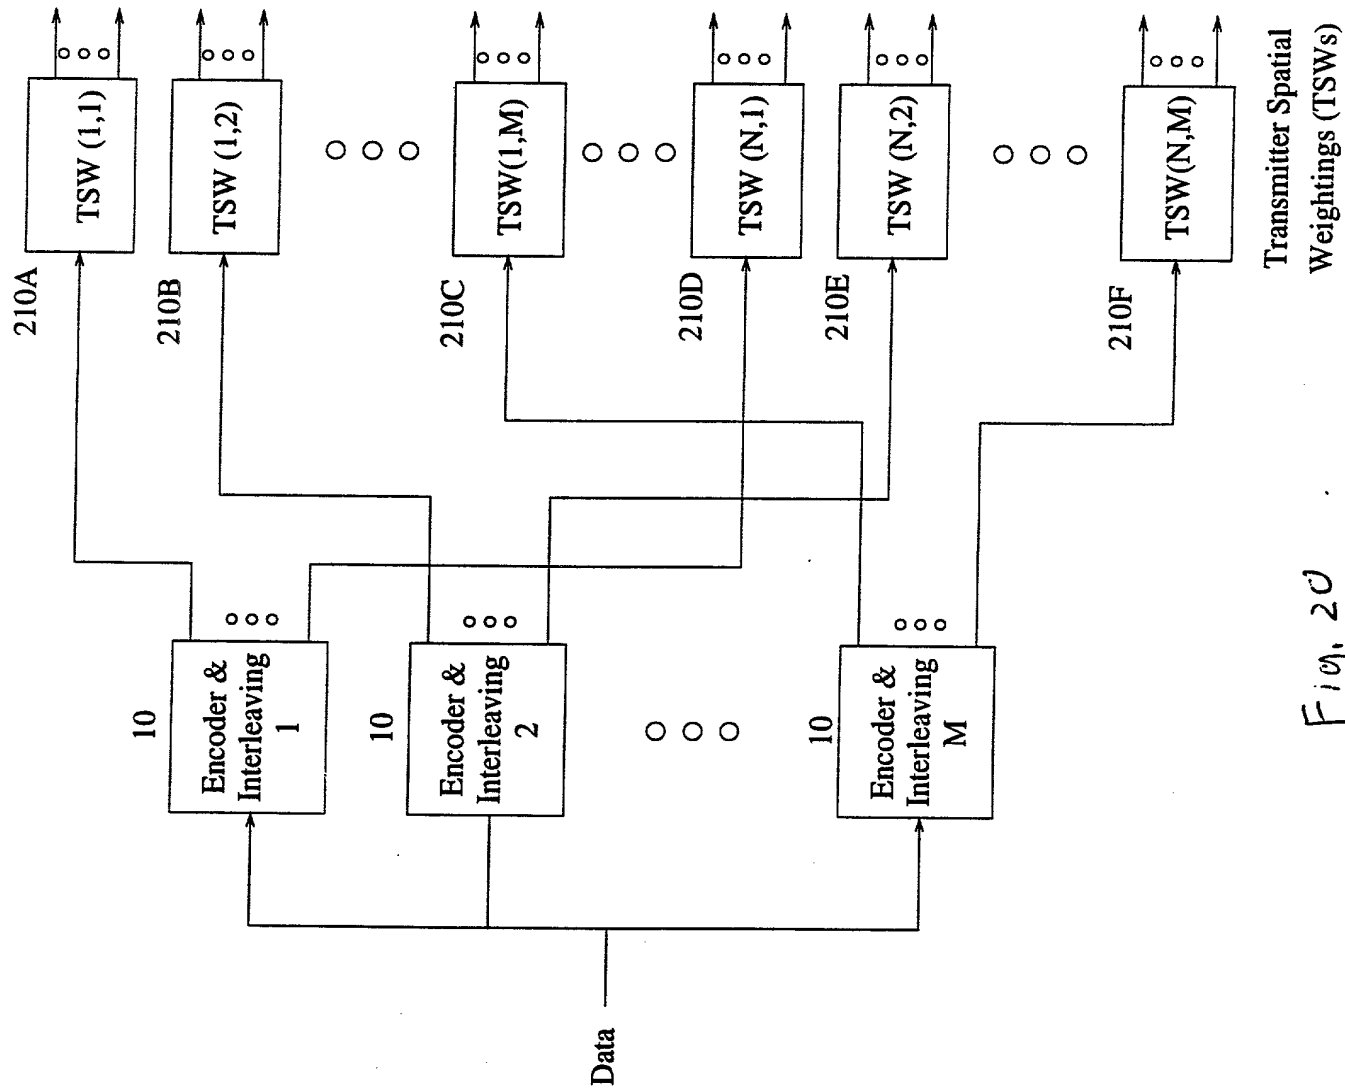 Data
10
Encoder &
Interleaving
1
10
Encoder &
Interleaving
2
10
Encoder &
Interleaving
M
210A
TSW (1,1)
210B
TSW (1,2)
210C
TSW(1,M)
210D
TSW (N,1)
210E
TSW (N,2)
210F
TSW(N,M)
Transmitter Spatial
Weightings (TSWs)
Fig. 20